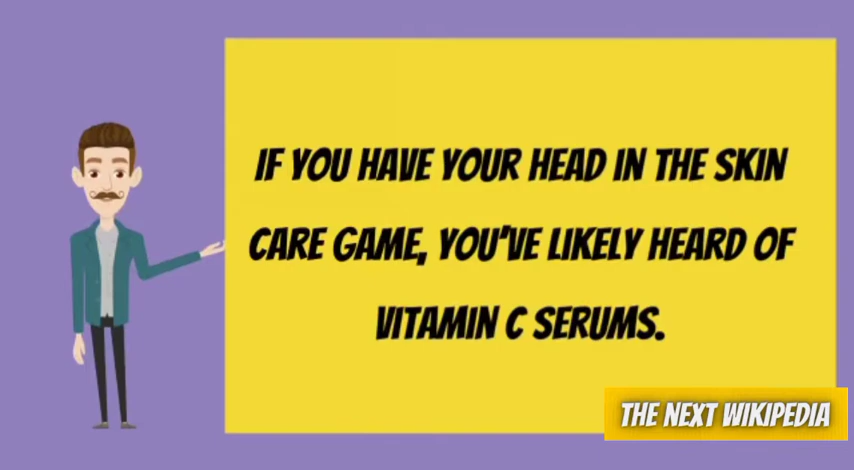 IF YOU HAVE YOUR HEAD IN THE SKIN
CARE GAME, YOU'VE LIKELY HEARD OF
VITAMIN C SERUMS.
THE NEXT WIKIPEDIA